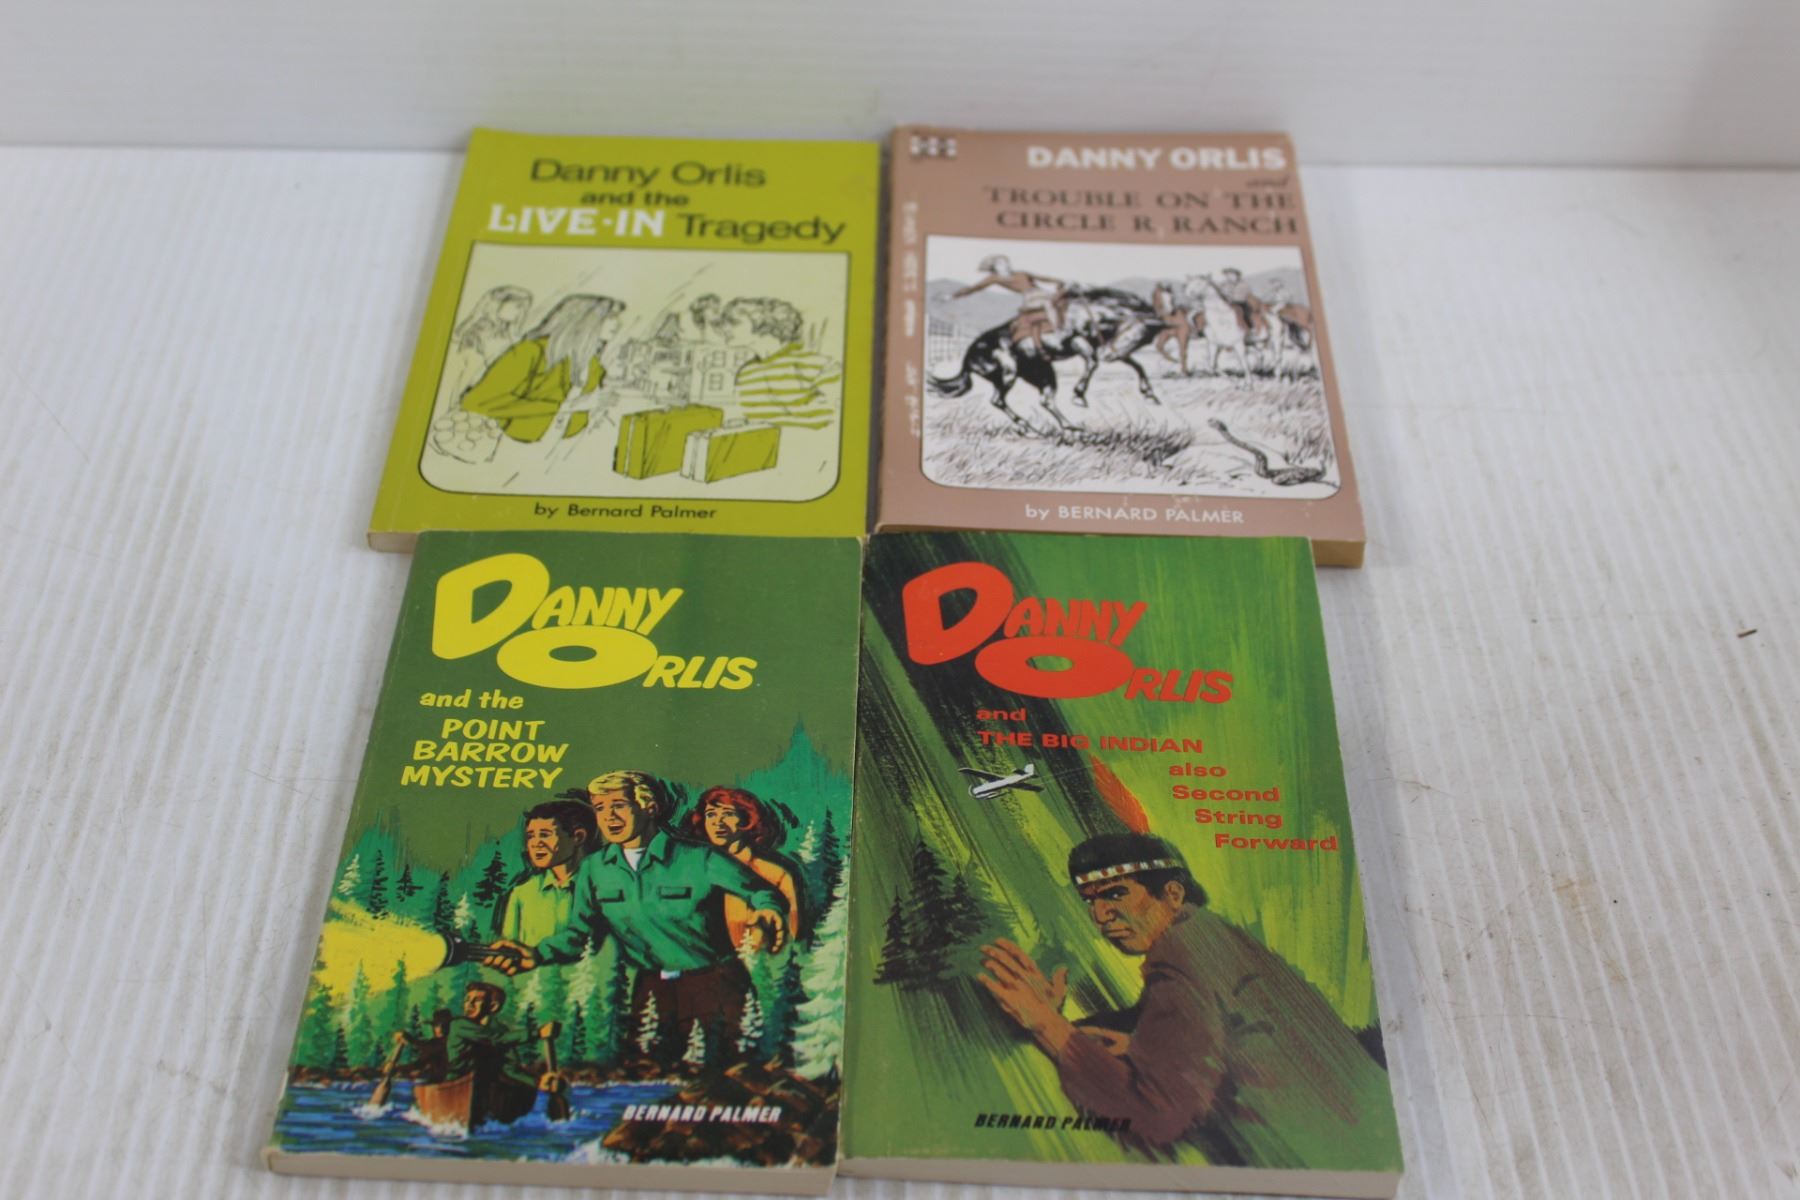 Danny Orlis
and the
LIVE-IN Tragedy
by Bernard Palmer
DANNY ORLIS
and
TROUBLE ON THE
CIRCLE R RANCH
by BERNARD PALMER
DANNY
ORLIS
and the
POINT
BARROW
MYSTERY
BERNARD PALMER
DANNY
ORLIS
and
THE BIG INDIAN
also
Second
String
Forward
BERNARD PALMER